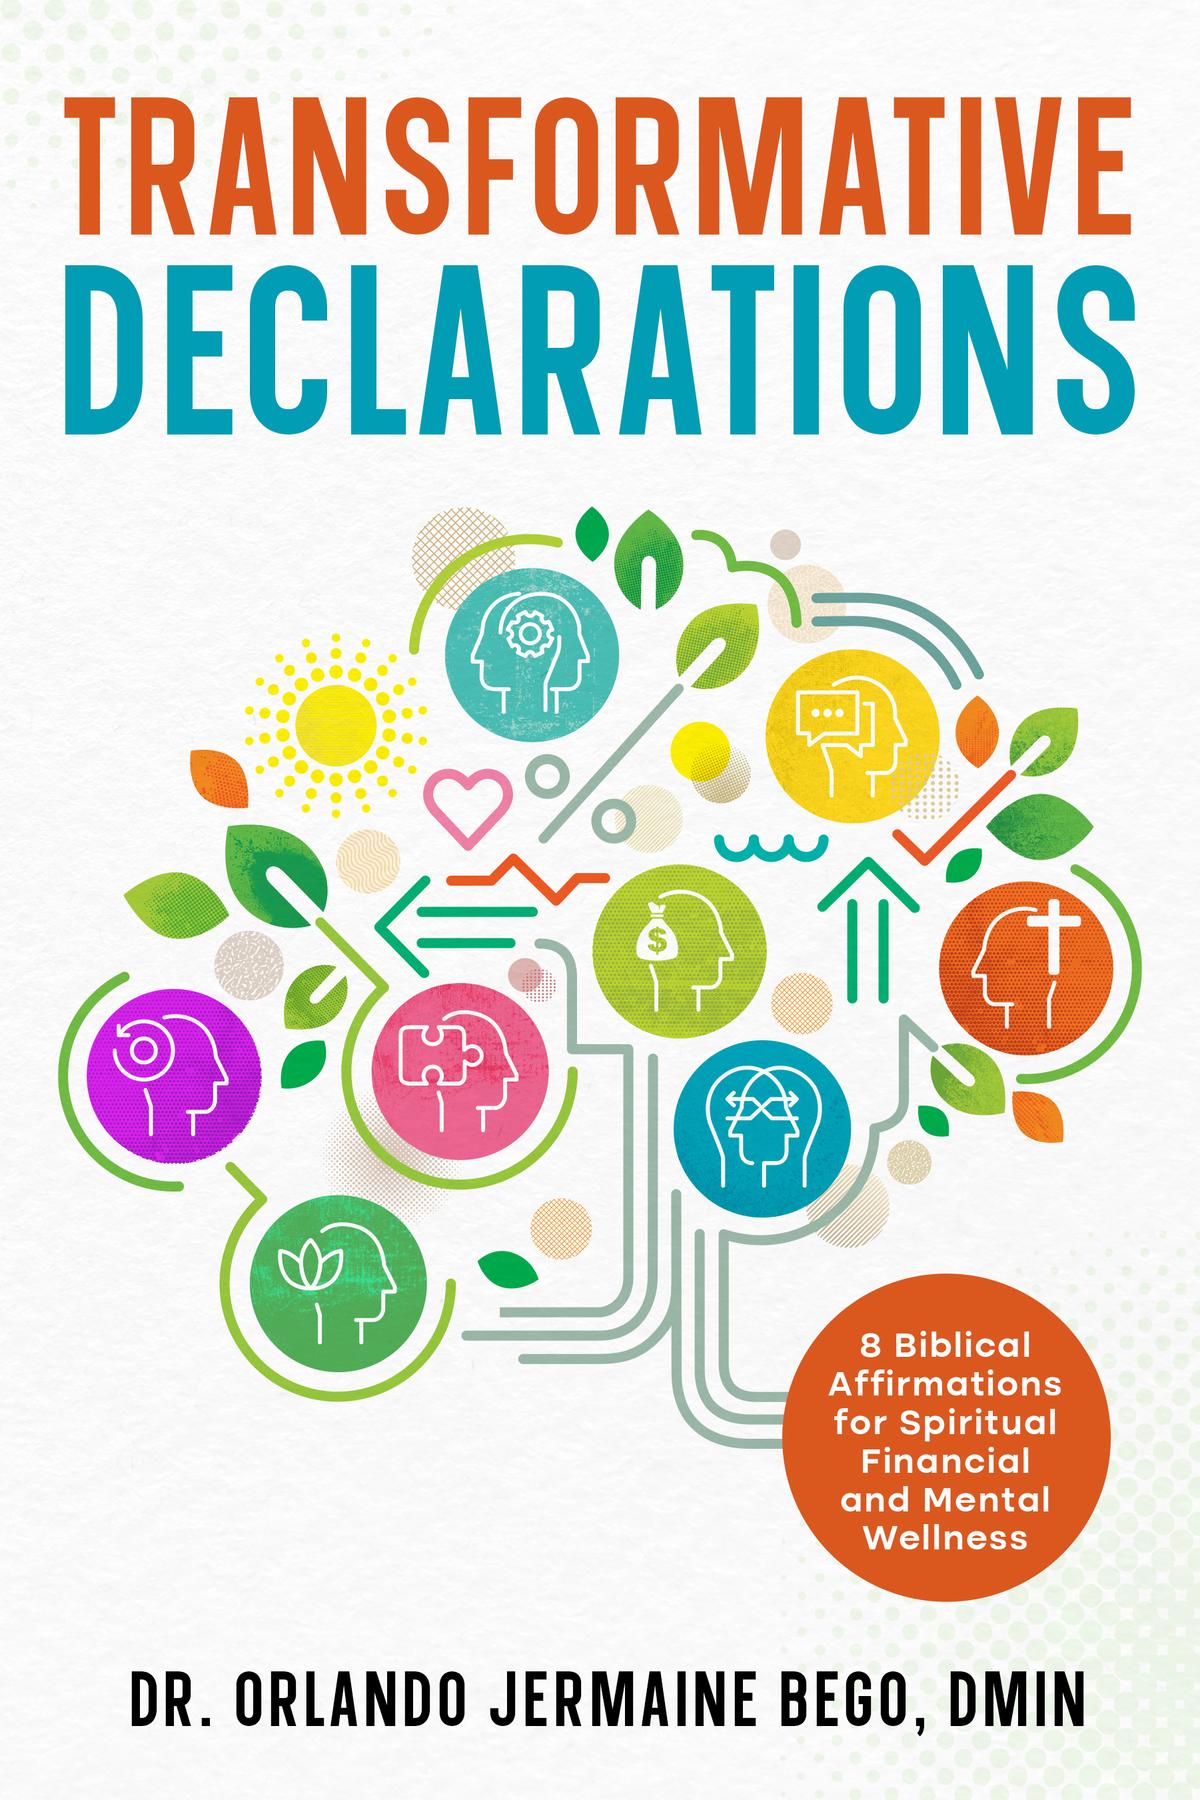 TRANSFORMATIVE
DECLARATIONS
$
8 Biblical
Affirmations
for Spiritual
Financial
and Mental
Wellness
DR. ORLANDO JERMAINE BEGO, DMIN